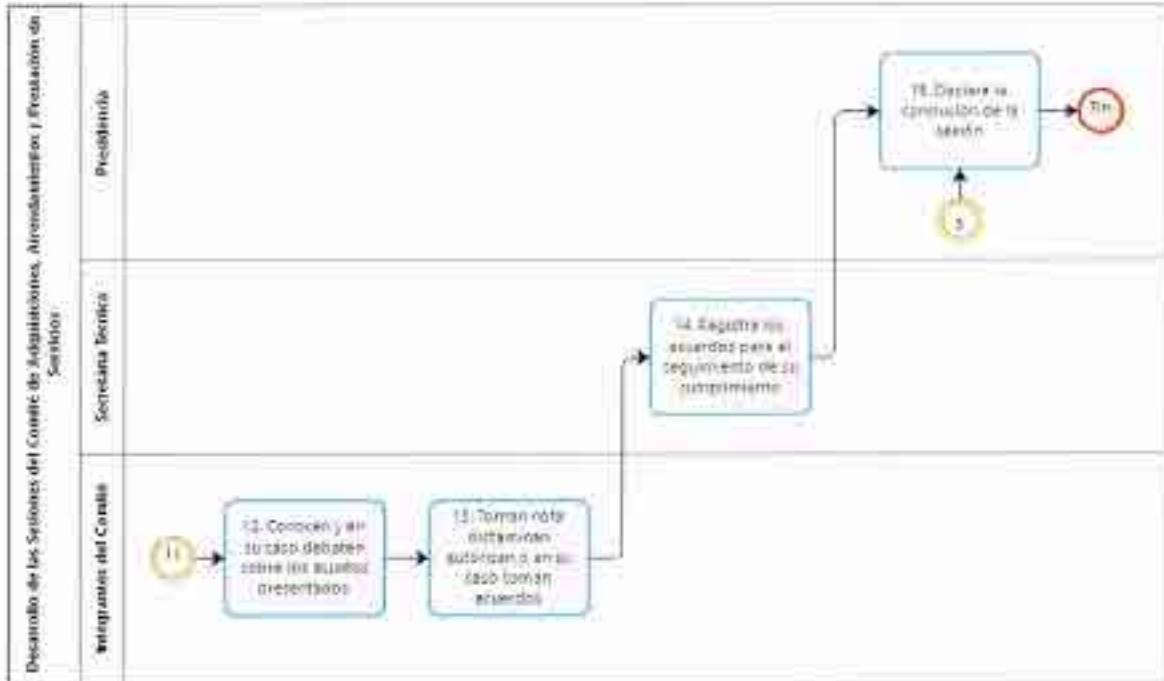 Desarrollo de las Sesiones del Comité de Adquisiciones, Arrendamientos y Prestación de
Servicios
Presidencia
15. Declara la
conclusión de la
sesión
Fin
5
Secretaría Técnica
14. Registra los
acuerdos para el
seguimiento de su
cumplimiento
Integrantes del Comité
11
12. Conocen y en
su caso debaten
sobre los asuntos
presentados
13. Toman nota
dictaminan
autorizan o en su
caso toman
acuerdos